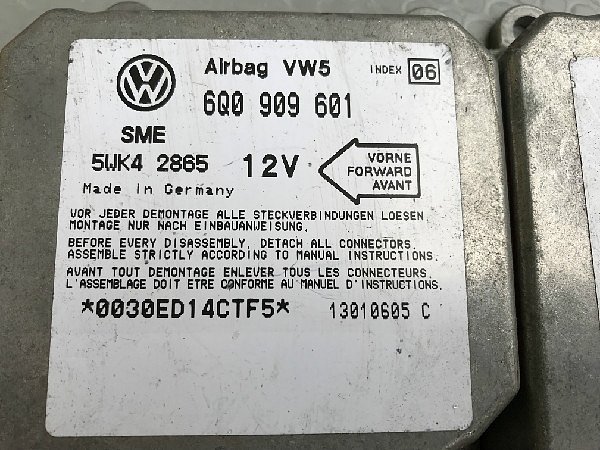 Airbag VW5 INDEX 06
6Q0 909 601
SME
5WK4 2865 12V
VORNE
FORWARD
AVANT
Made in Germany
VOR JEDER DEMONTAGE ALLE STECKVERBINDUNGEN LOESEN
MONTAGE NUR NACH EINBAUANWEISUNG.
BEFORE EVERY DISASSEMBLY, DETACH ALL CONNECTORS.
ASSEMBLE STRICTLY ACCORDING TO MANUAL INSTRUCTIONS.
AVANT TOUT DEMONTAGE ENLEVER TOUS LES CONNECTEURS.
L'ASSEMBLAGE DOIT ETRE CONFORME AU MANUEL D'INSTRUCTIONS.
*0030ED14CTF5* 13010605 C